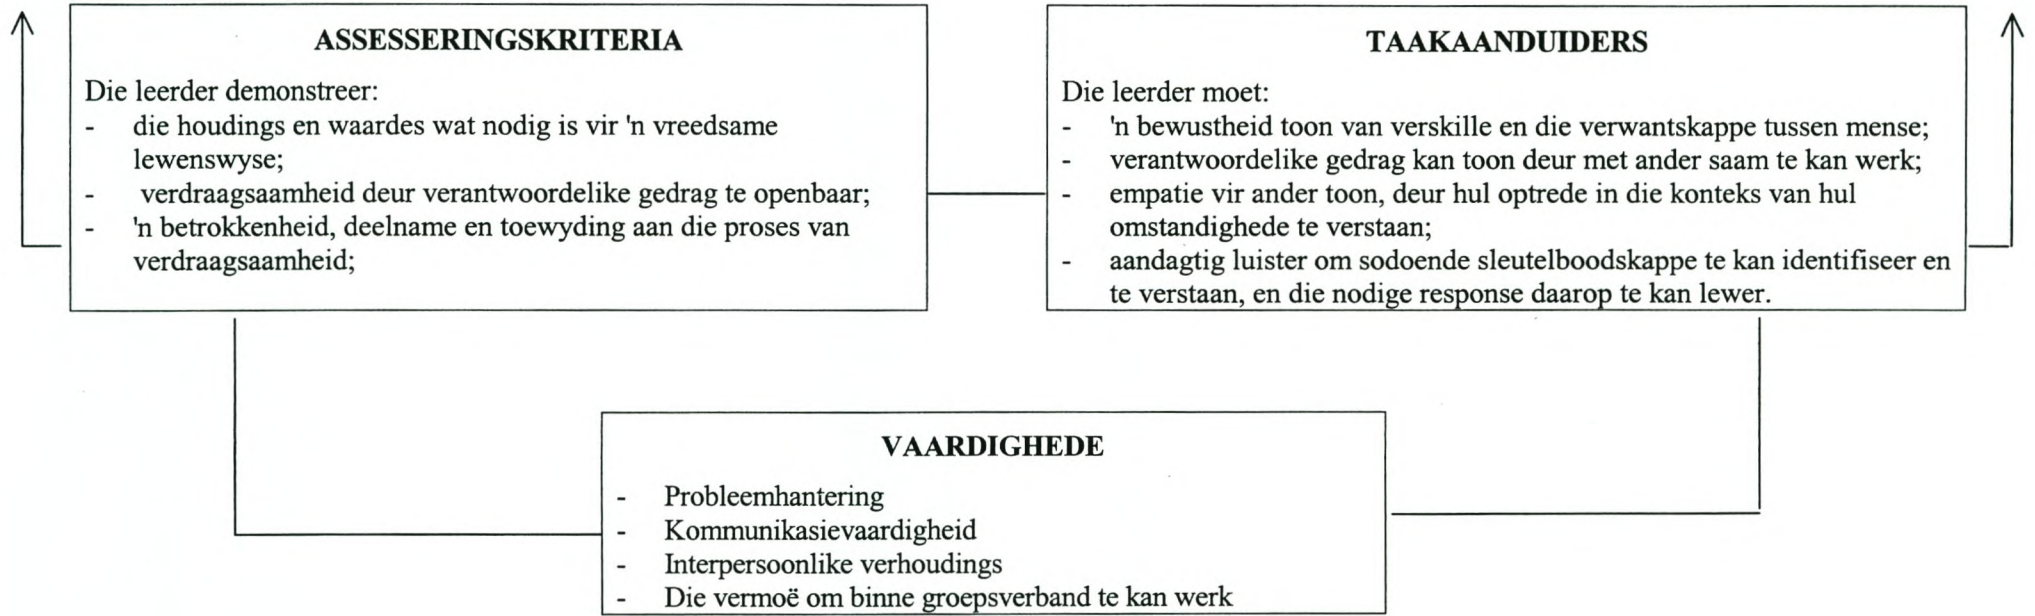 ASSESSERINGSKRITERIA
Die leerder demonstreer:
- die houdings en waardes wat nodig is vir 'n vreedsame
lewenswyse;
- verdraagsaamheid deur verantwoordelike gedrag te openbaar;
- 'n betrokkenheid, deelname en toewyding aan die proses van
verdraagsaamheid;
TAAKAANDUIDERS
Die leerder moet:
- 'n bewustheid toon van verskille en die verwantskappe tussen mense;
- verantwoordelike gedrag kan toon deur met ander saam te kan werk;
- empatie vir ander toon, deur hul optrede in die konteks van hul
omstandighede te verstaan;
- aandagtig luister om sodoende sleutelboodskappe te kan identifiseer en
te verstaan, en die nodige response daarop te kan lewer.
VAARDIGHEDE
- Probleemhantering
- Kommunikasievaardigheid
- Interpersoonlike verhoudings
- Die vermoë om binne groepsverband te kan werk